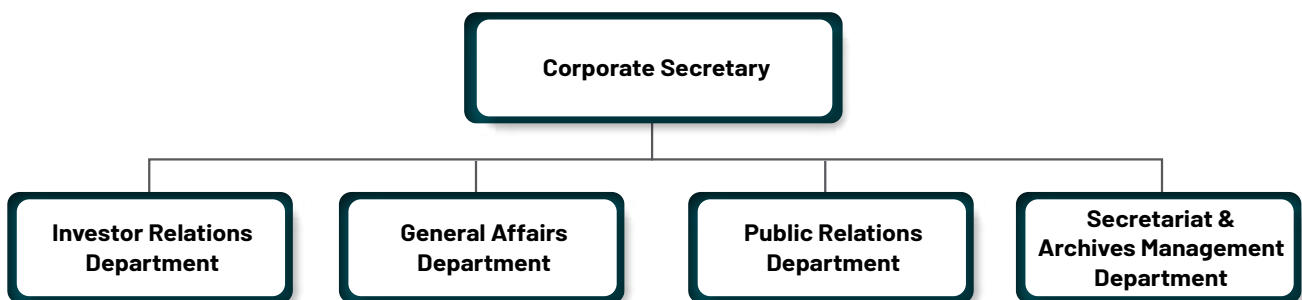 Corporate Secretary
Investor Relations
Department
General Affairs
Department
Public Relations
Department
Secretariat &
Archives Management
Department